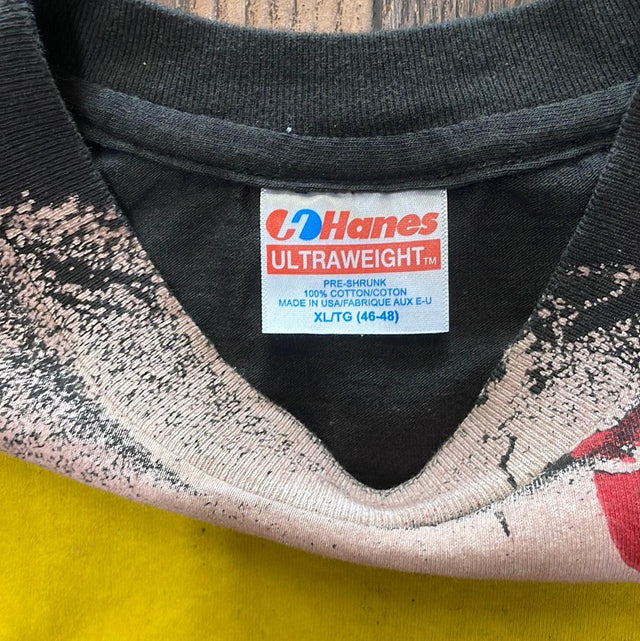 Hanes
ULTRAWEIGHT™
PRE-SHRUNK
100% COTTON/COTON
MADE IN USA/FABRIQUE AUX E-U
XL/TG (46-48)